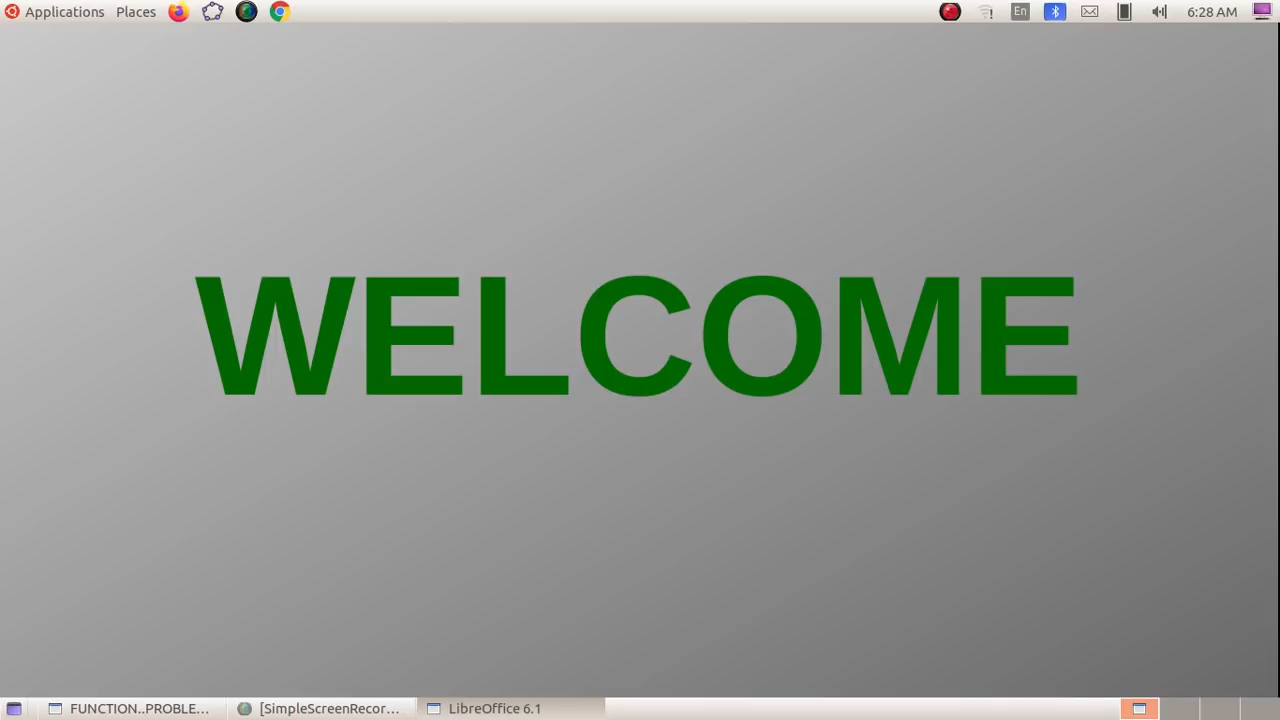 Applications Places En 6:28 AM
WELCOME
FUNCTION..PROBLE... [SimpleScreenRecor... LibreOffice 6.1